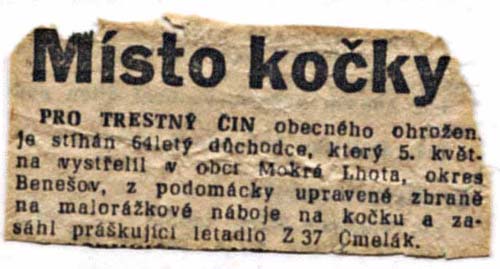 Místo kočky
PRO TRESTNÝ ČIN obecného ohrožen.
je stíhán 64letý důchodce, který 5. květ-
na vystřelil v obci Mokrá Lhota, okres
Benešov, z podomácky upravené zbraně
na malorážkové náboje na kočku a za-
sáhl práškující letadlo Z 37 Čmelák.